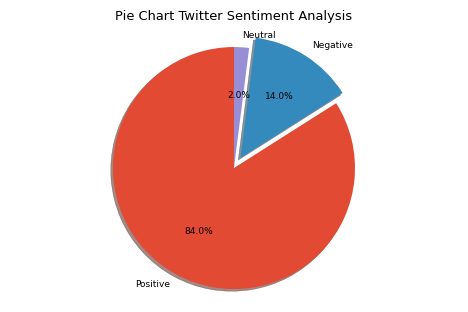 Pie Chart Twitter Sentiment Analysis
Neutral
Negative
2.0%
14.0%
84.0%
Positive